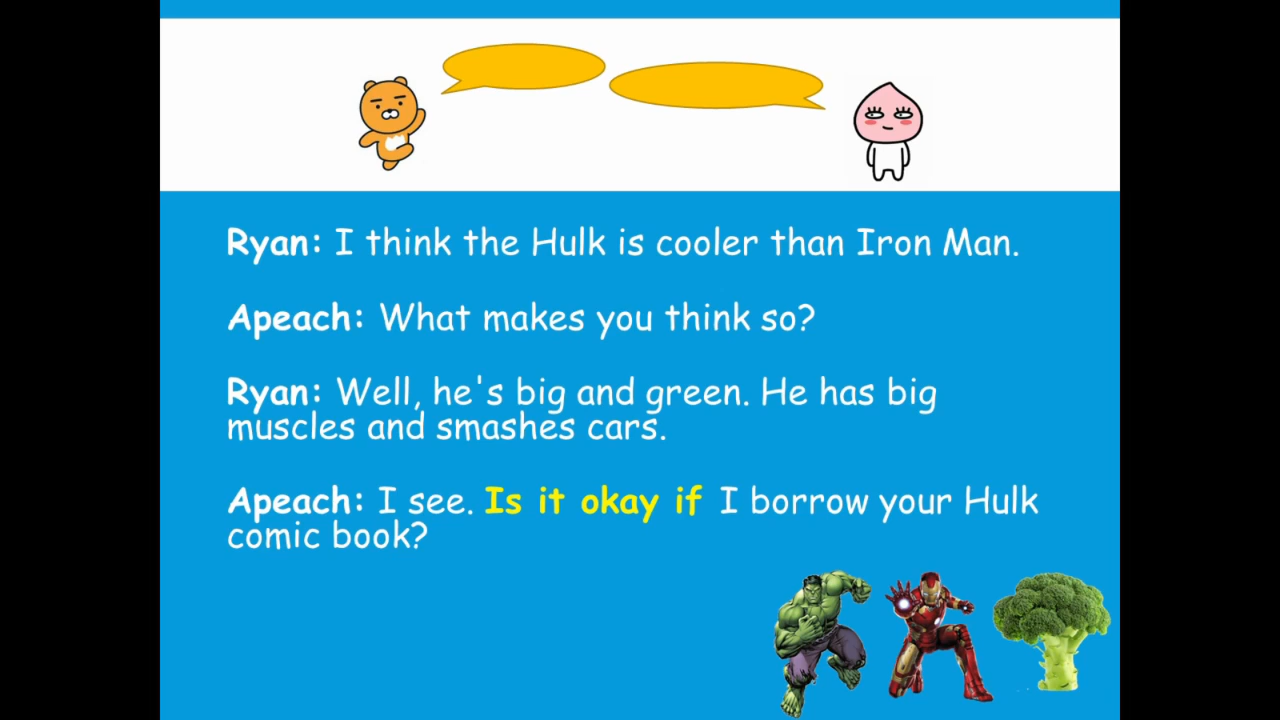 Ryan: I think the Hulk is cooler than Iron Man.
Apeach: What makes you think so?
Ryan: Well, he's big and green. He has big
muscles and smashes cars.
Apeach: I see. Is it okay if I borrow your Hulk
comic book?